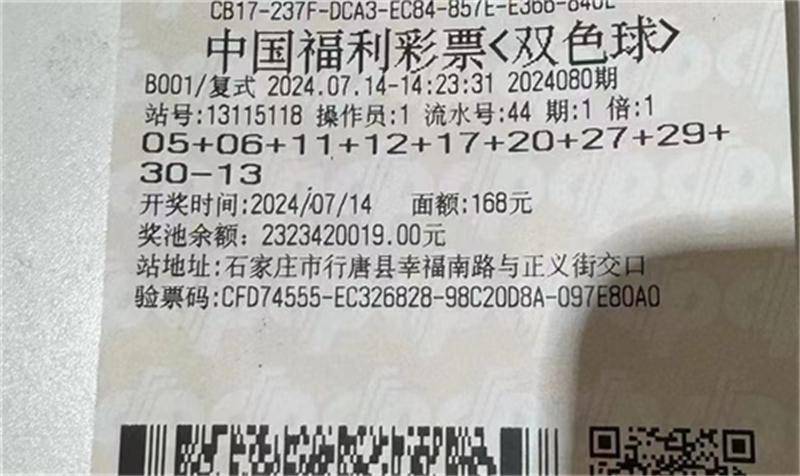 CB17-237F-DCA3-EC84-857E-E36B-840L
中国福利彩票<双色球>
B001/复式 2024.07.14-14:23:31 2024080期
站号:13115118 操作员:1 流水号:44 期:1 倍:1
05+06+11+12+17+20+27+29+
30-13
开奖时间:2024/07/14 面额:168元
奖池余额: 2323420019.00元
站地址:石家庄市行唐县幸福南路与正义街交口
验票码:CFD74555-EC326828-98C20D8A-097E80A0